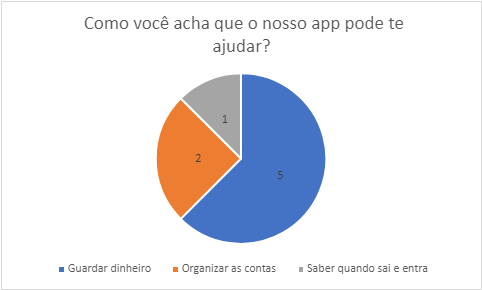 Como você acha que o nosso app pode te
ajudar?
1
2
5
Guardar dinheiro
Organizar as contas
Saber quando sai e entra